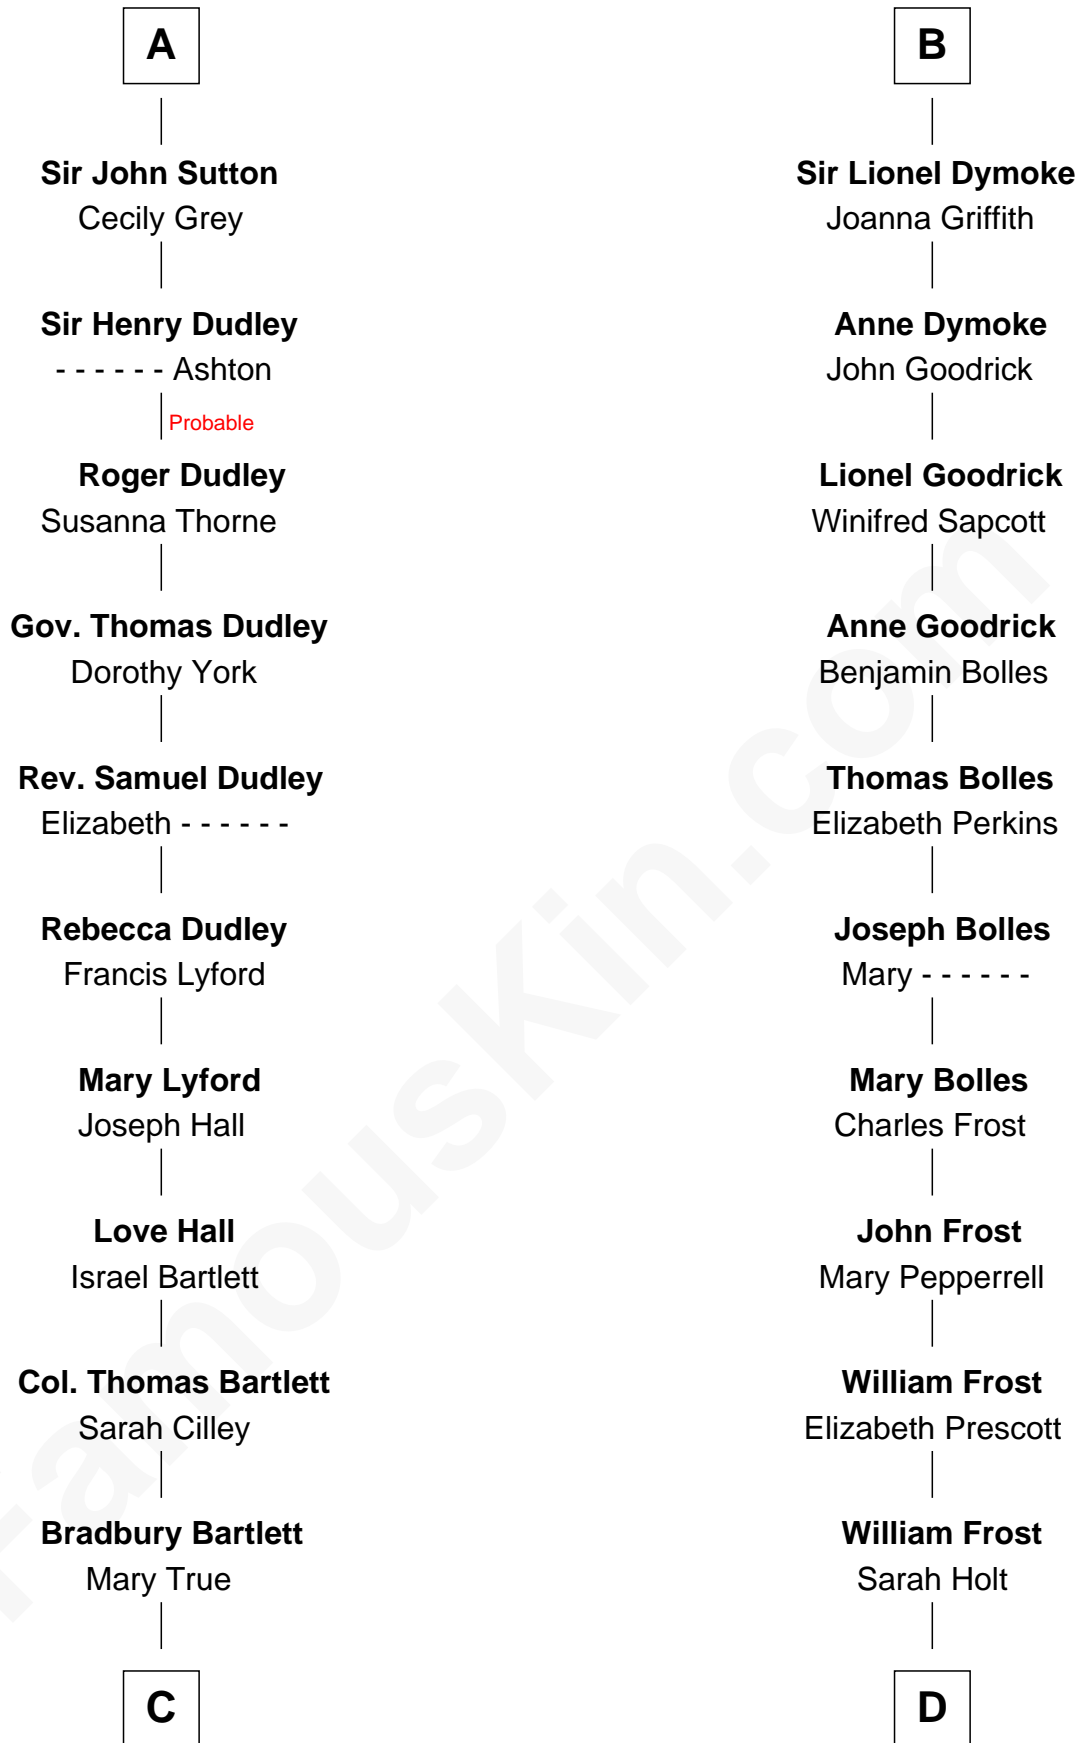 A
Sir John Sutton
Cecily Grey
Sir Henry Dudley
- - - - - - Ashton
Probable
Roger Dudley
Susanna Thorne
Gov. Thomas Dudley
Dorothy York
Rev. Samuel Dudley
Elizabeth - - - - - -
Rebecca Dudley
Francis Lyford
Mary Lyford
Joseph Hall
Love Hall
Israel Bartlett
Col. Thomas Bartlett
Sarah Cilley
Bradbury Bartlett
Mary True
C
B
Sir Lionel Dymoke
Joanna Griffith
Anne Dymoke
John Goodrick
Lionel Goodrick
Winifred Sapcott
Anne Goodrick
Benjamin Bolles
Thomas Bolles
Elizabeth Perkins
Joseph Bolles
Mary - - - - - -
Mary Bolles
Charles Frost
John Frost
Mary Pepperrell
William Frost
Elizabeth Prescott
William Frost
Sarah Holt
D
FamousKin.com